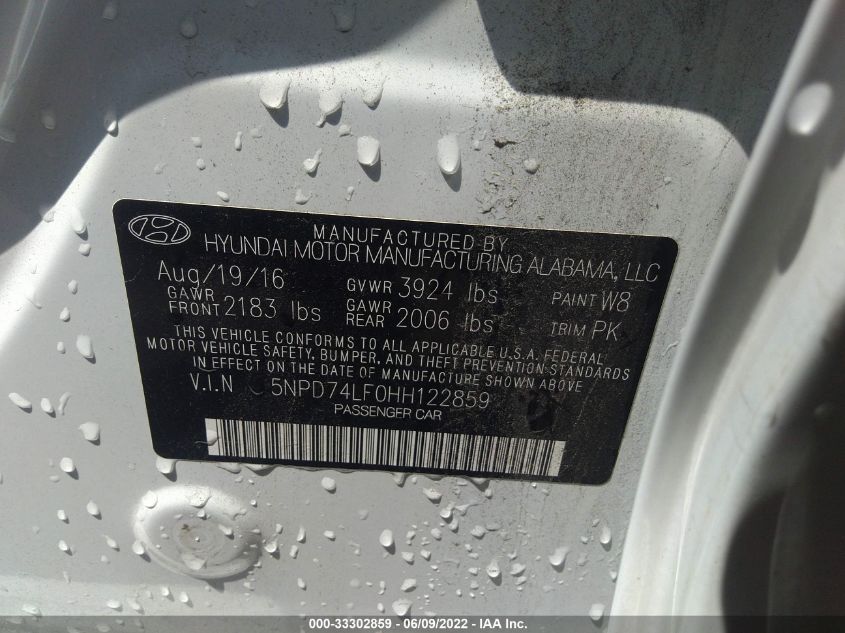 MANUFACTURED BY
HYUNDAI MOTOR MANUFACTURING ALABAMA, LLC
Aug/19/16 GVWR 3924 lbs PAINT W8
GAWR FRONT 2183 lbs GAWR REAR 2006 lbs TRIM PK
THIS VEHICLE CONFORMS TO ALL APPLICABLE U.S.A. FEDERAL
MOTOR VEHICLE SAFETY, BUMPER, AND THEFT PREVENTION STANDARDS
IN EFFECT ON THE DATE OF MANUFACTURE SHOWN ABOVE
V.I.N 5NPD74LF0HH122859
PASSENGER CAR
000-33302859 - 06/09/2022 - IAA Inc.